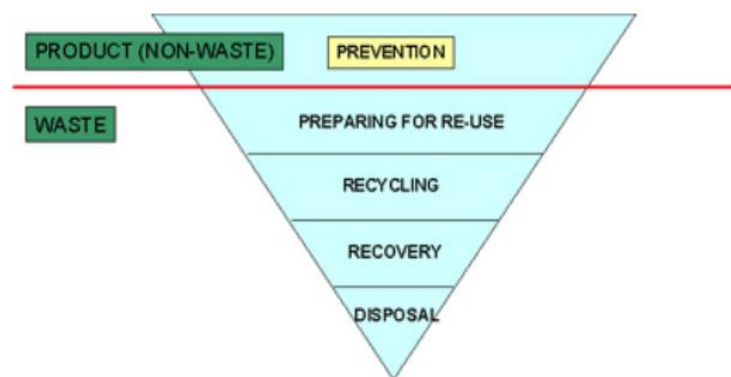 PRODUCT (NON-WASTE)
PREVENTION
WASTE
PREPARING FOR RE-USE
RECYCLING
RECOVERY
DISPOSAL